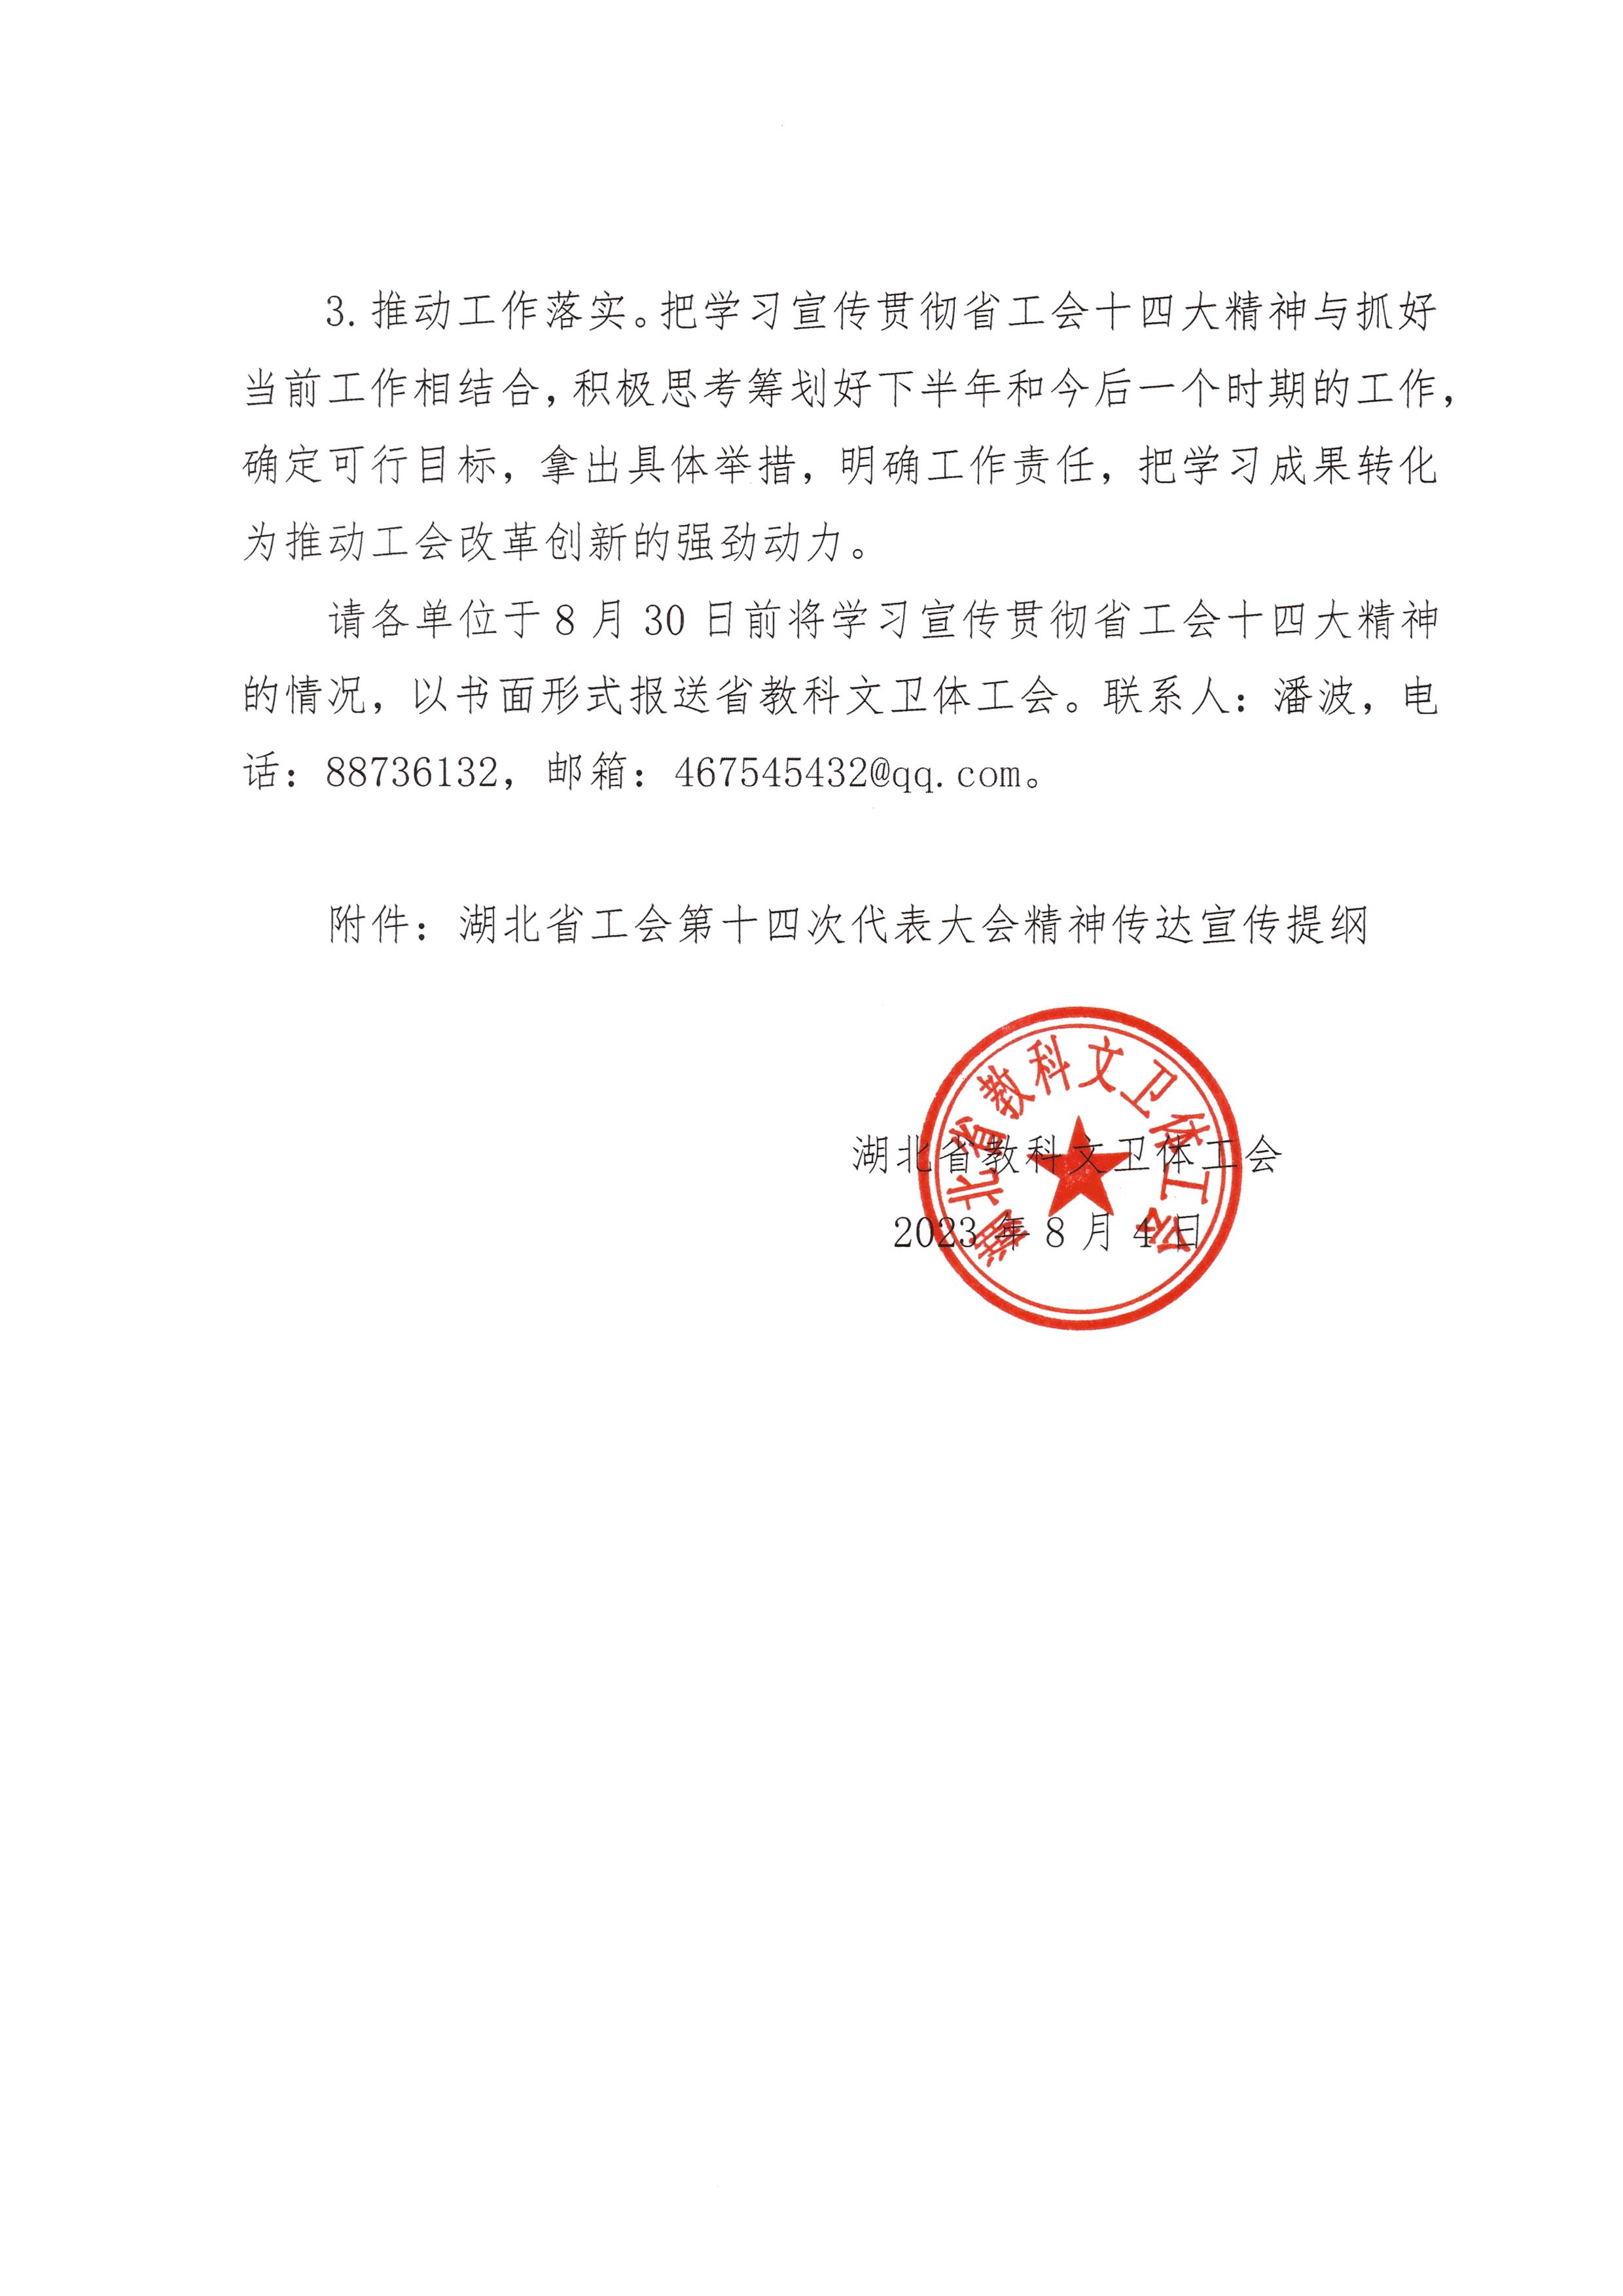 3.推动工作落实。把学习宣传贯彻省工会十四大精神与抓好
当前工作相结合,积极思考筹划好下半年和今后一个时期的工作,
确定可行目标，拿出具体举措，明确工作责任，把学习成果转化
为推动工会改革创新的强劲动力。
请各单位于8月30日前将学习宣传贯彻省工会十四大精神
的情况，以书面形式报送省教科文卫体工会。联系人：潘波，电
话：88736132，邮箱：467545432@qq.com。
附件：湖北省工会第十四次代表大会精神传达宣传提纲
湖北省教科文卫体工会
2023年8月4日
湖北省教科文卫体工会